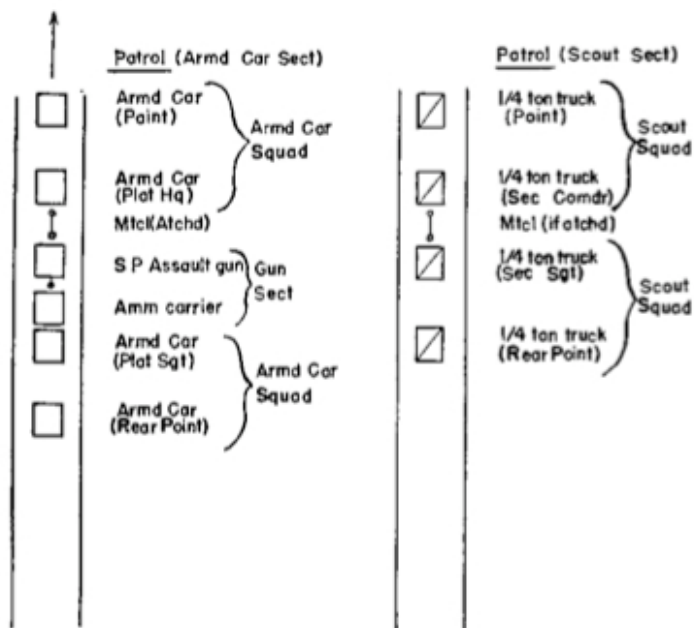 Patrol (Armd Car Sect)
Armd Car
(Point)
Armd Car
Squad
Armd Car
(Plat Hq)
Mtcl(Atchd)
S P Assault gun
Gun
Sect
Amm carrier
Armd Car
(Plat Sgt)
Armd Car
Squad
Armd Car
(Rear Point)
Patrol (Scout Sect)
1/4 ton truck
(Point)
Scout
Squad
1/4 ton truck
(Sec Comdr)
Mtcl (if atchd)
1/4 ton truck
(Sec Sgt)
Scout
Squad
1/4 ton truck
(Rear Point)